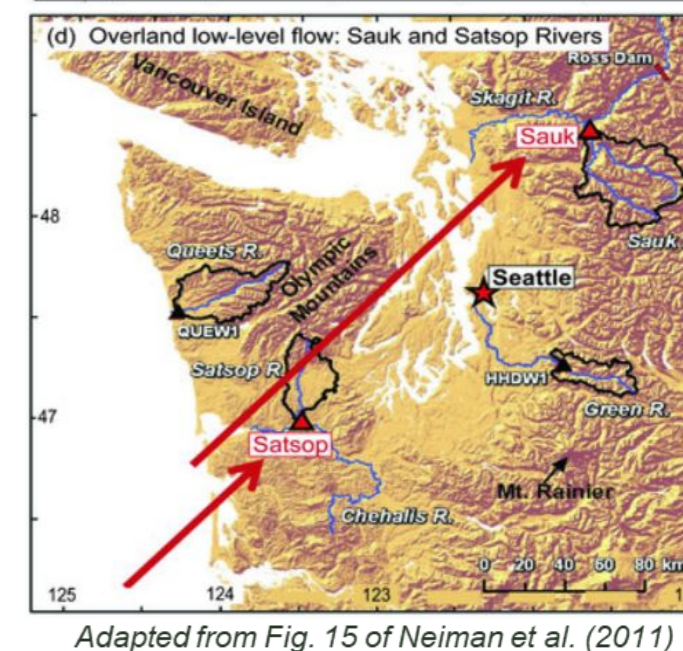 (d) Overland low-level flow: Sauk and Satsop Rivers
Ross Dam
Vancouver Island
Skagit R.
Sauk
48
Sauk
Queets R.
Olympic
Mountains
Seattle
QUEW1
Satsop R.
HHDW1
Green R.
47
Satsop
Mt. Rainier
Chehalis R.
0 20 40 60 80 km
125 124 123
Adapted from Fig. 15 of Neiman et al. (2011)